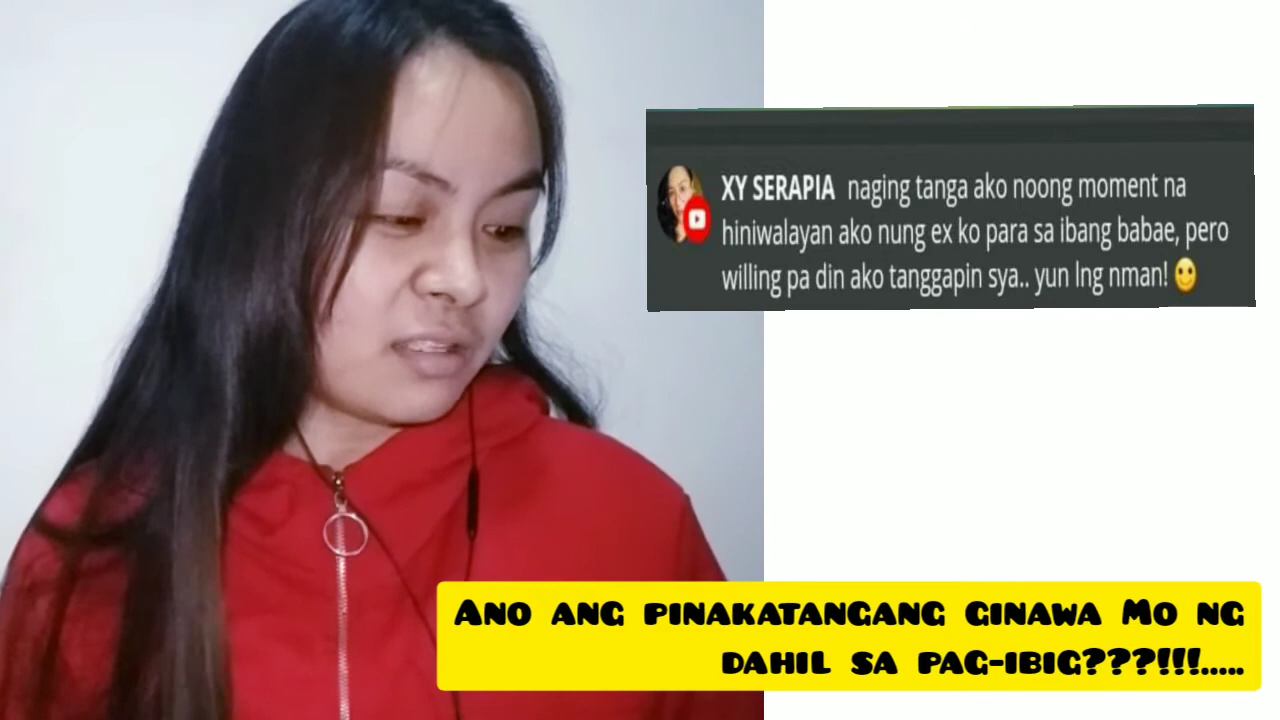 XY SERAPIA naging tanga ako noong moment na
hiniwalayan ako nung ex ko para sa ibang babae, pero
willing pa din ako tanggapin sya.. yun lng nman! 🙂
ANO ANG PINAKATANGANG GINAWA MO NG
DAHIL SA PAG-IBIG???!!!.....